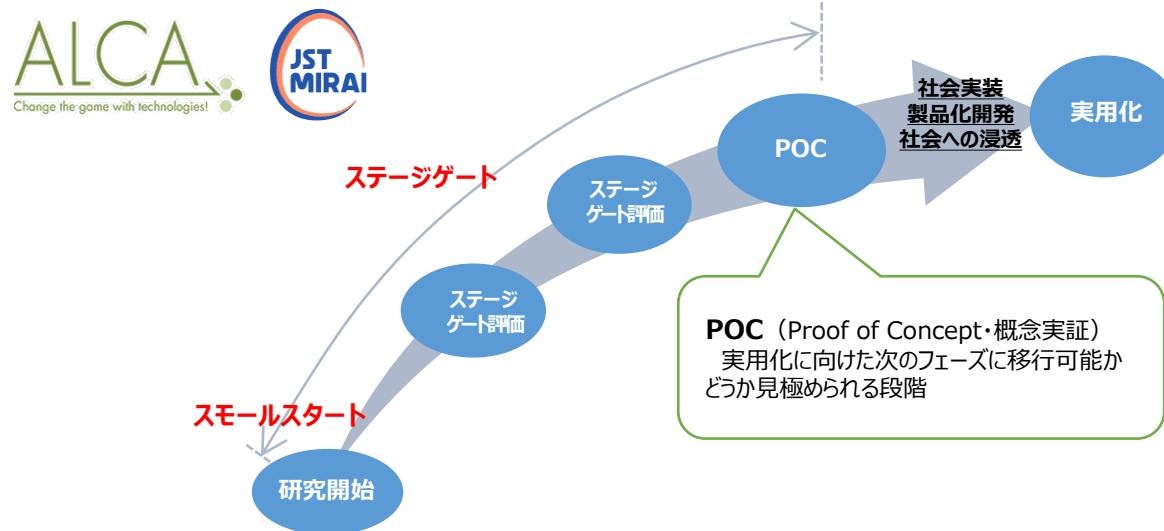 ALCA
Change the game with technologies!
JST
MIRAI
ステージゲート
スモールスタート
研究開始
ステージ
ゲート評価
ステージ
ゲート評価
POC
社会実装
製品化開発
社会への浸透
実用化
POC（Proof of Concept・概念実証）
実用化に向けた次のフェーズに移行可能か
どうか見極められる段階